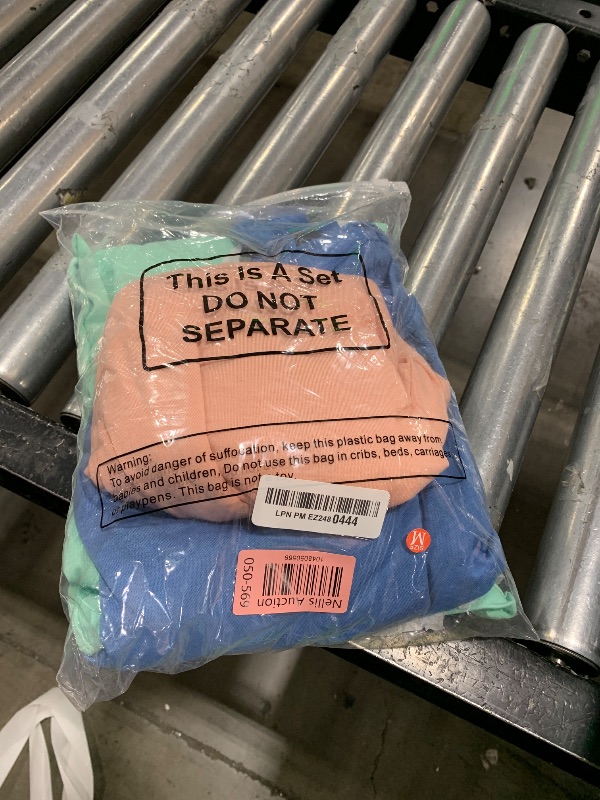 This Is A Set
DO NOT
SEPARATE
Warning:
To avoid danger of suffocation, keep this plastic bag away from
babies and children, Do not use this bag in cribs, beds, carriages
or playpens. This bag is not toy
LPN PM EZ2480444
SIZE
M
Nellis Auction
050-569